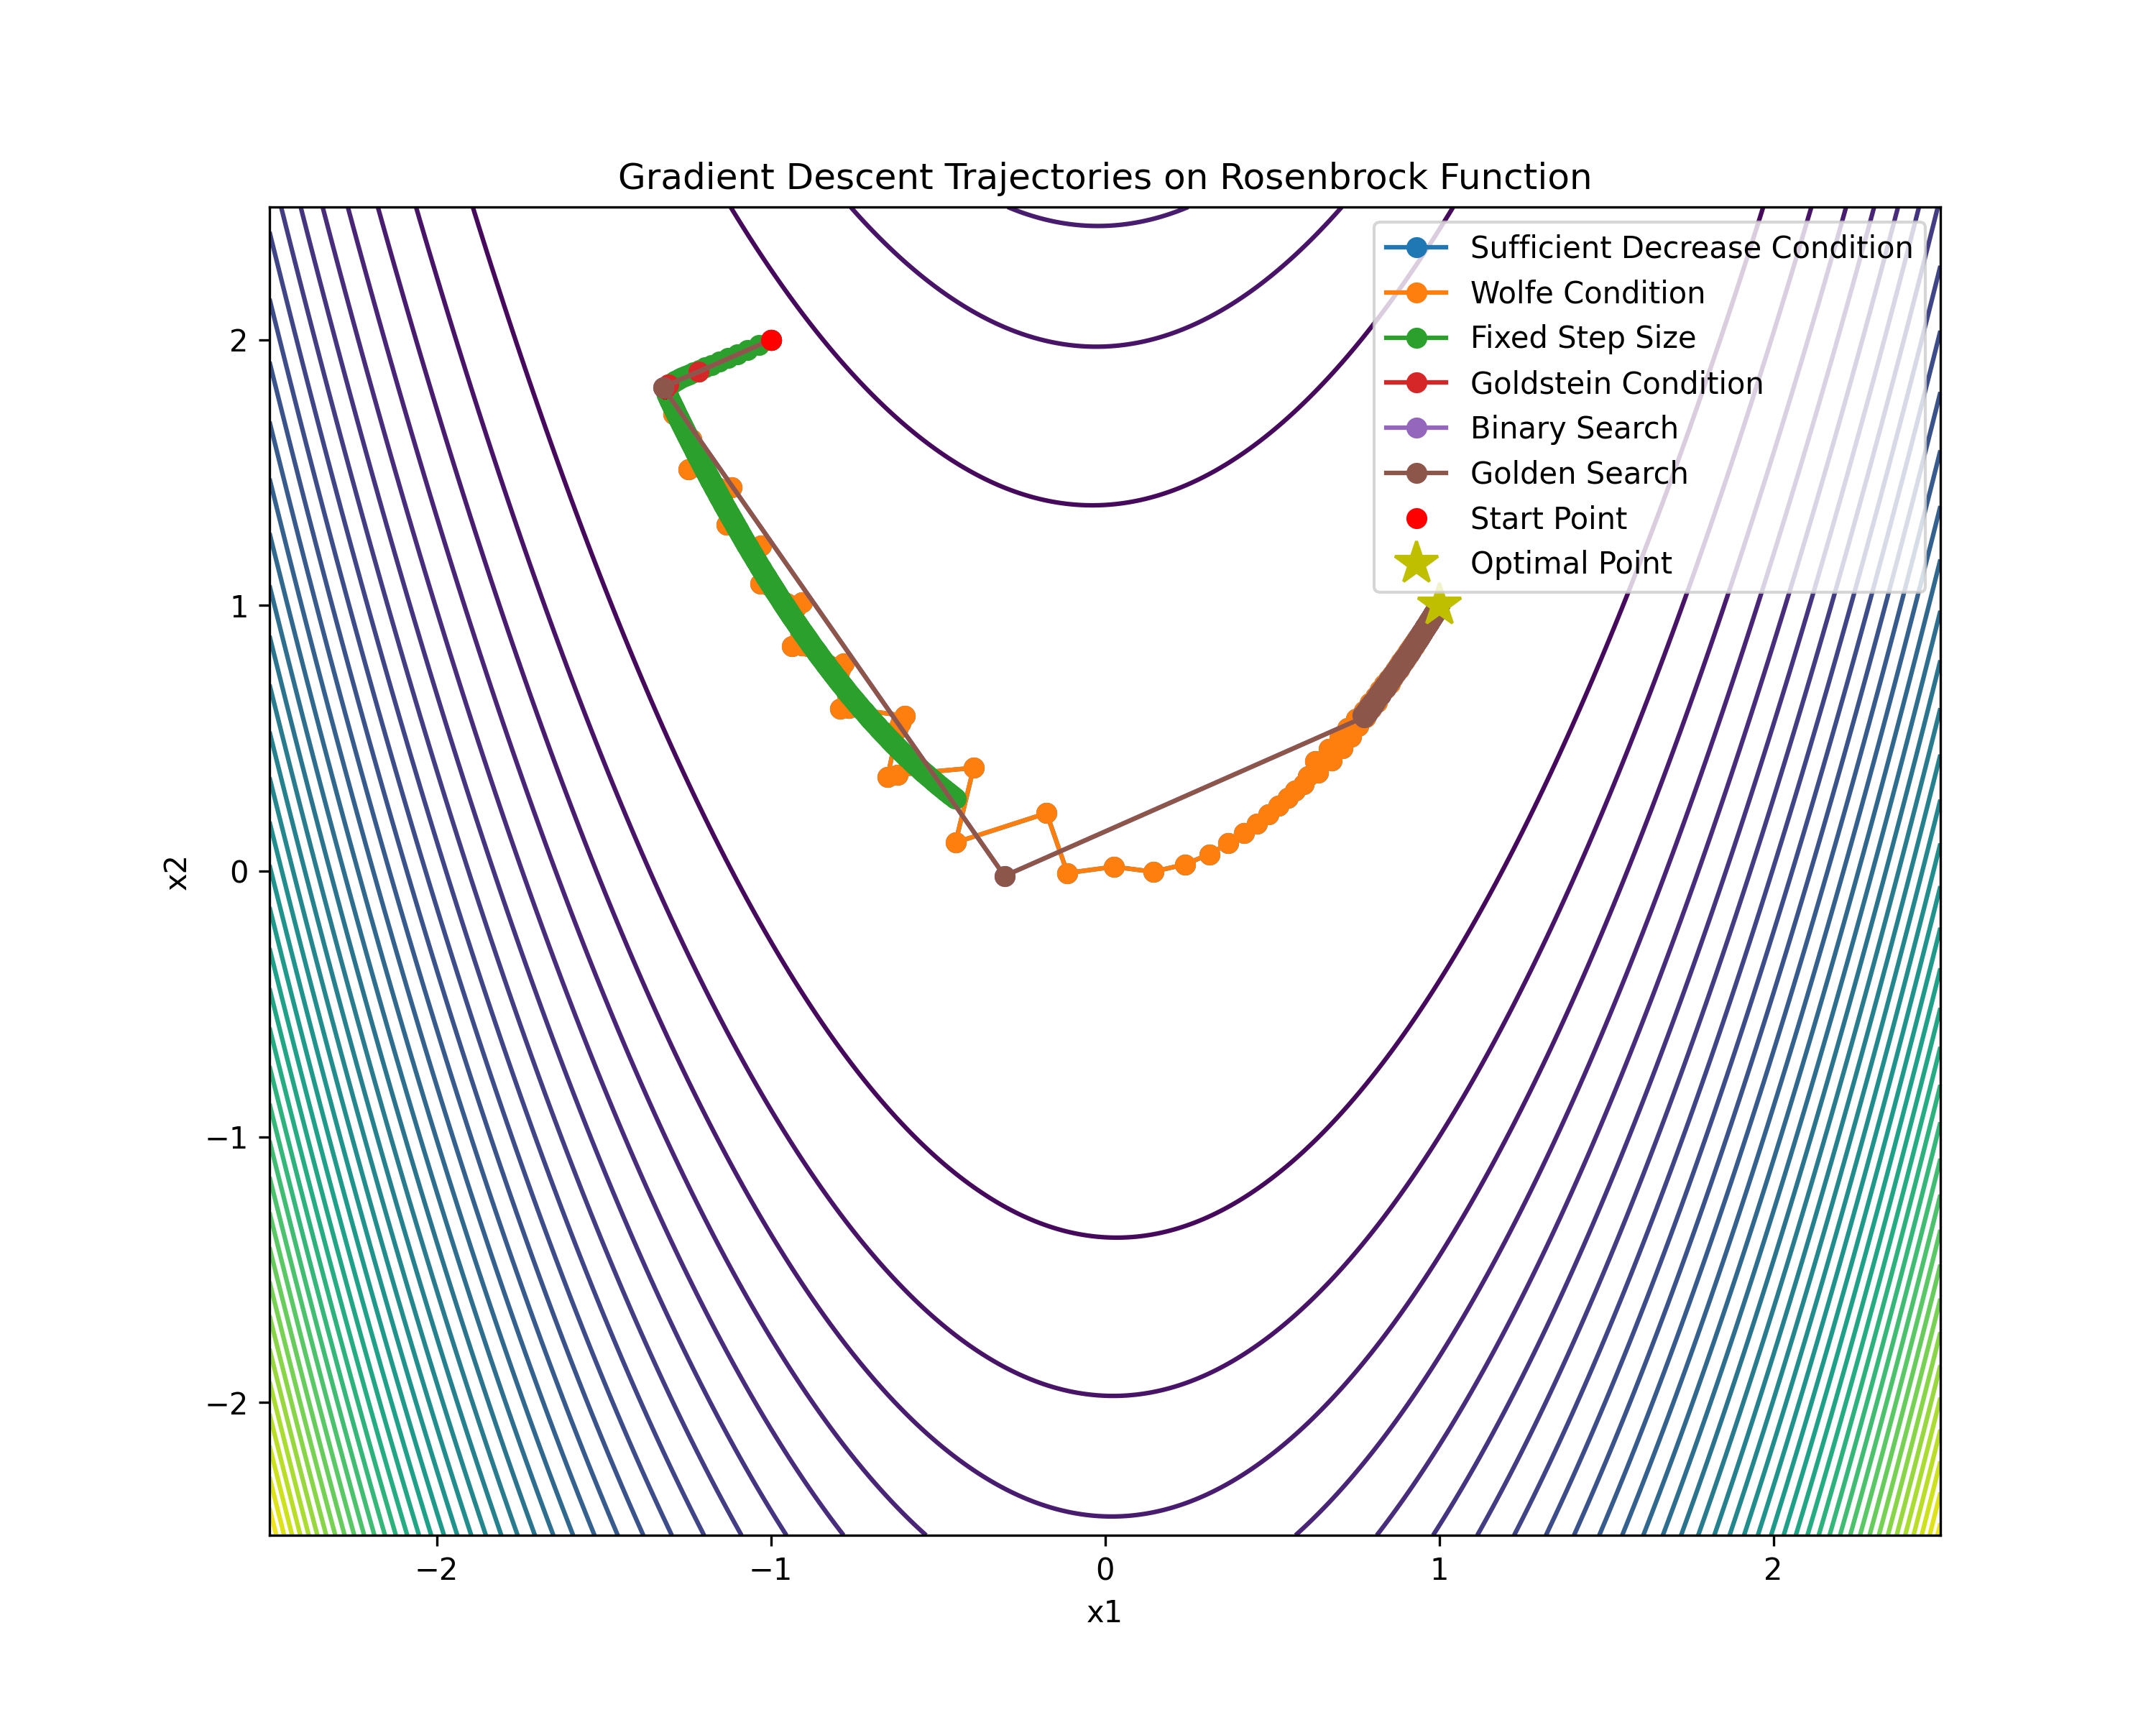 Gradient Descent Trajectories on Rosenbrock Function
Sufficient Decrease Condition
Wolfe Condition
Fixed Step Size
Goldstein Condition
Binary Search
Golden Search
Start Point
Optimal Point
2
1
0
−1
−2
x2
−2 −1 0 1 2
x1